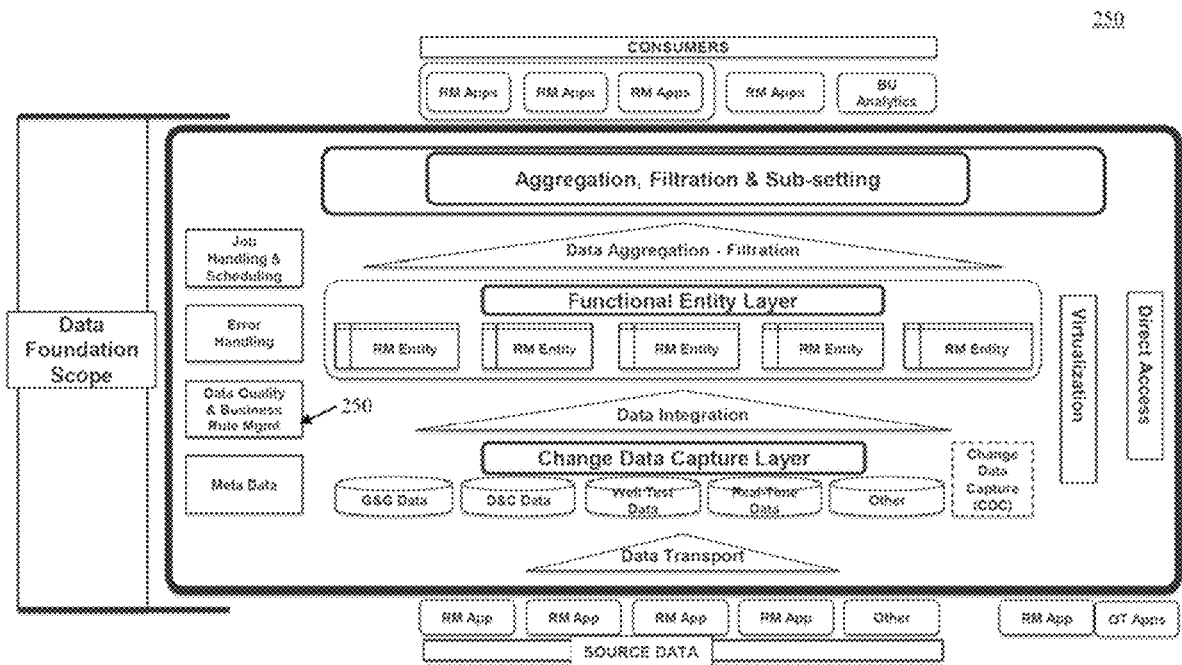 250
CONSUMERS
RM Apps
RM Apps
RM Apps
RM Apps
BU
Analytics
Aggregation, Filtration & Sub-setting
Data Aggregation - Filtration
Job
Handling &
Scheduling
Functional Entity Layer
RM Entity
RM Entity
RM Entity
RM Entity
RM Entity
Error
Handling
Data
Foundation
Scope
Virtualization
Direct Access
Data Quality
& Business
Rule Mgmt
250
Data Integration
Change Data Capture Layer
Meta Data
G&G Data
D&C Data
Well Test
Data
Real-Time
Data
Other
Change
Data
Capture
(CDC)
Data Transport
RM App
RM App
RM App
RM App
Other
RM App
OT Apps
SOURCE DATA